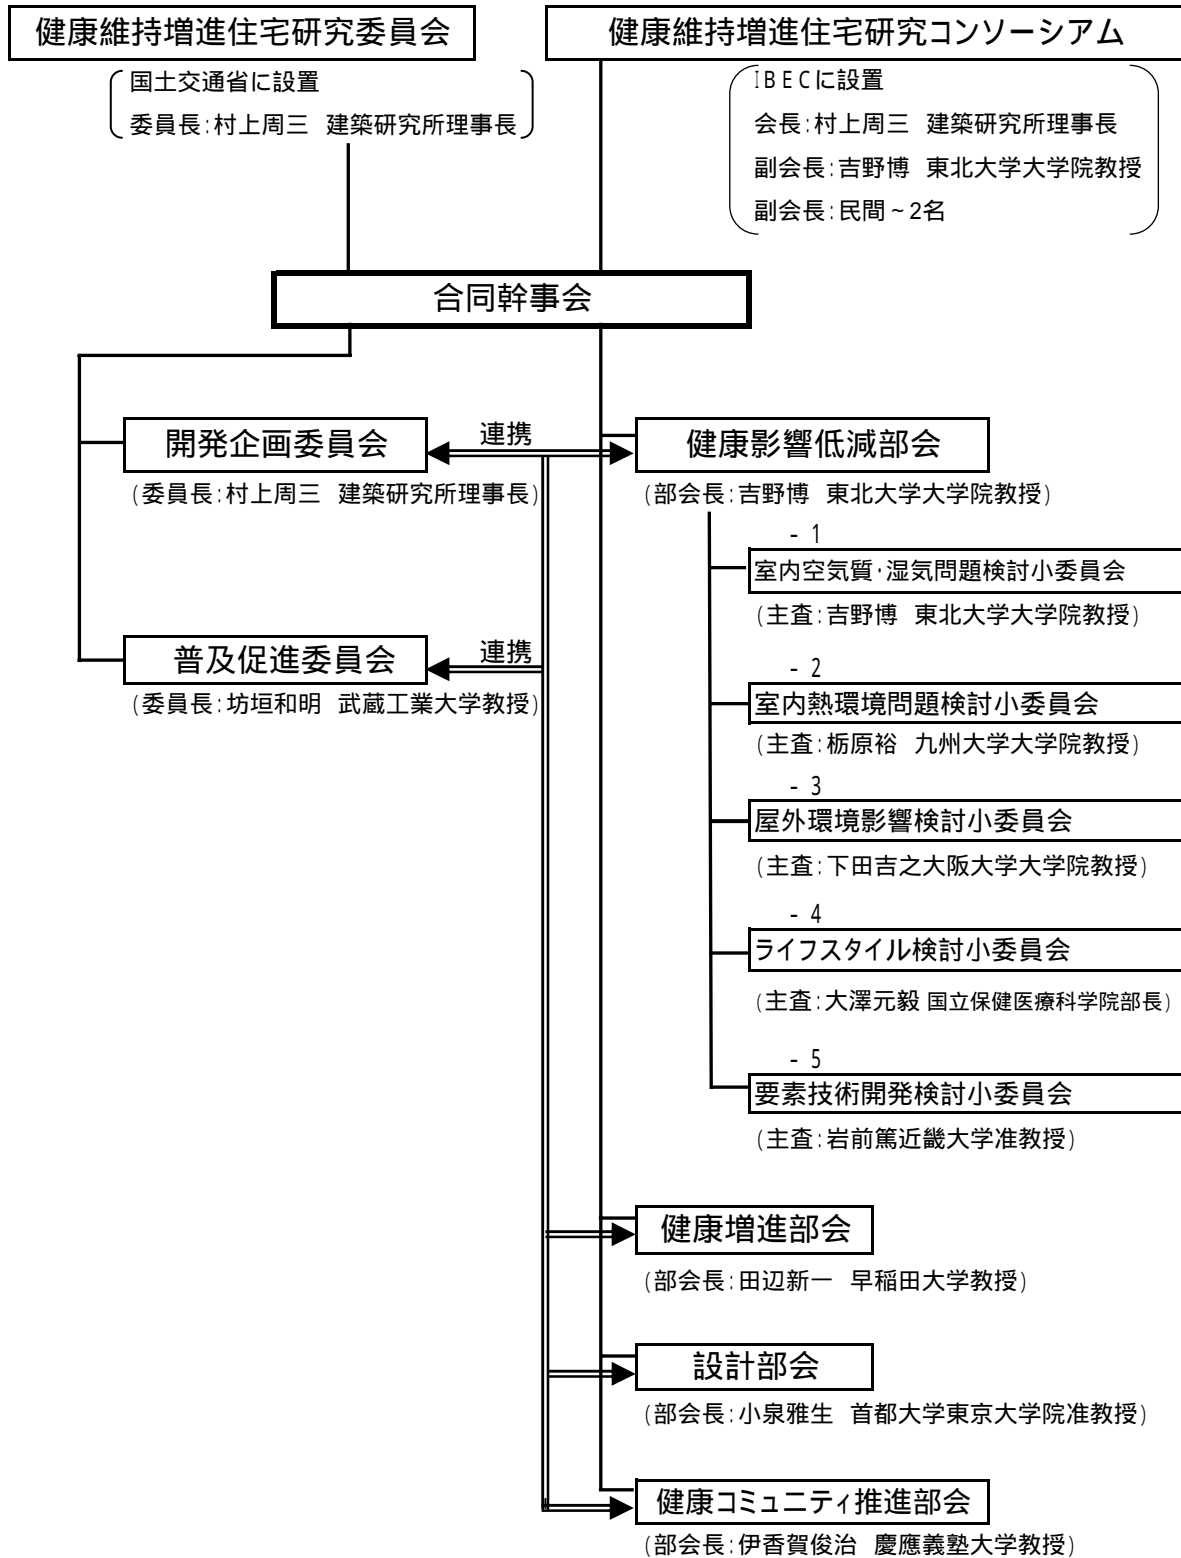 健康維持増進住宅研究委員会
国土交通省に設置
委員長:村上周三 建築研究所理事長
健康維持増進住宅研究コンソーシアム
IBECに設置
会長:村上周三 建築研究所理事長
副会長:吉野博 東北大学大学院教授
副会長:民間~2名
合同幹事会
開発企画委員会
(委員長:村上周三 建築研究所理事長)
連携
普及促進委員会
(委員長:坊垣和明 武蔵工業大学教授)
連携
健康影響低減部会
(部会長:吉野博 東北大学大学院教授)
- 1
室内空気質・湿気問題検討小委員会
(主査:吉野博 東北大学大学院教授)
- 2
室内熱環境問題検討小委員会
(主査:栃原裕 九州大学大学院教授)
- 3
屋外環境影響検討小委員会
(主査:下田吉之大阪大学大学院教授)
- 4
ライフスタイル検討小委員会
(主査:大澤元毅 国立保健医療科学院部長)
- 5
要素技術開発検討小委員会
(主査:岩前篤近畿大学准教授)
健康増進部会
(部会長:田辺新一 早稲田大学教授)
設計部会
(部会長:小泉雅生 首都大学東京大学院准教授)
健康コミュニティ推進部会
(部会長:伊香賀俊治 慶應義塾大学教授)